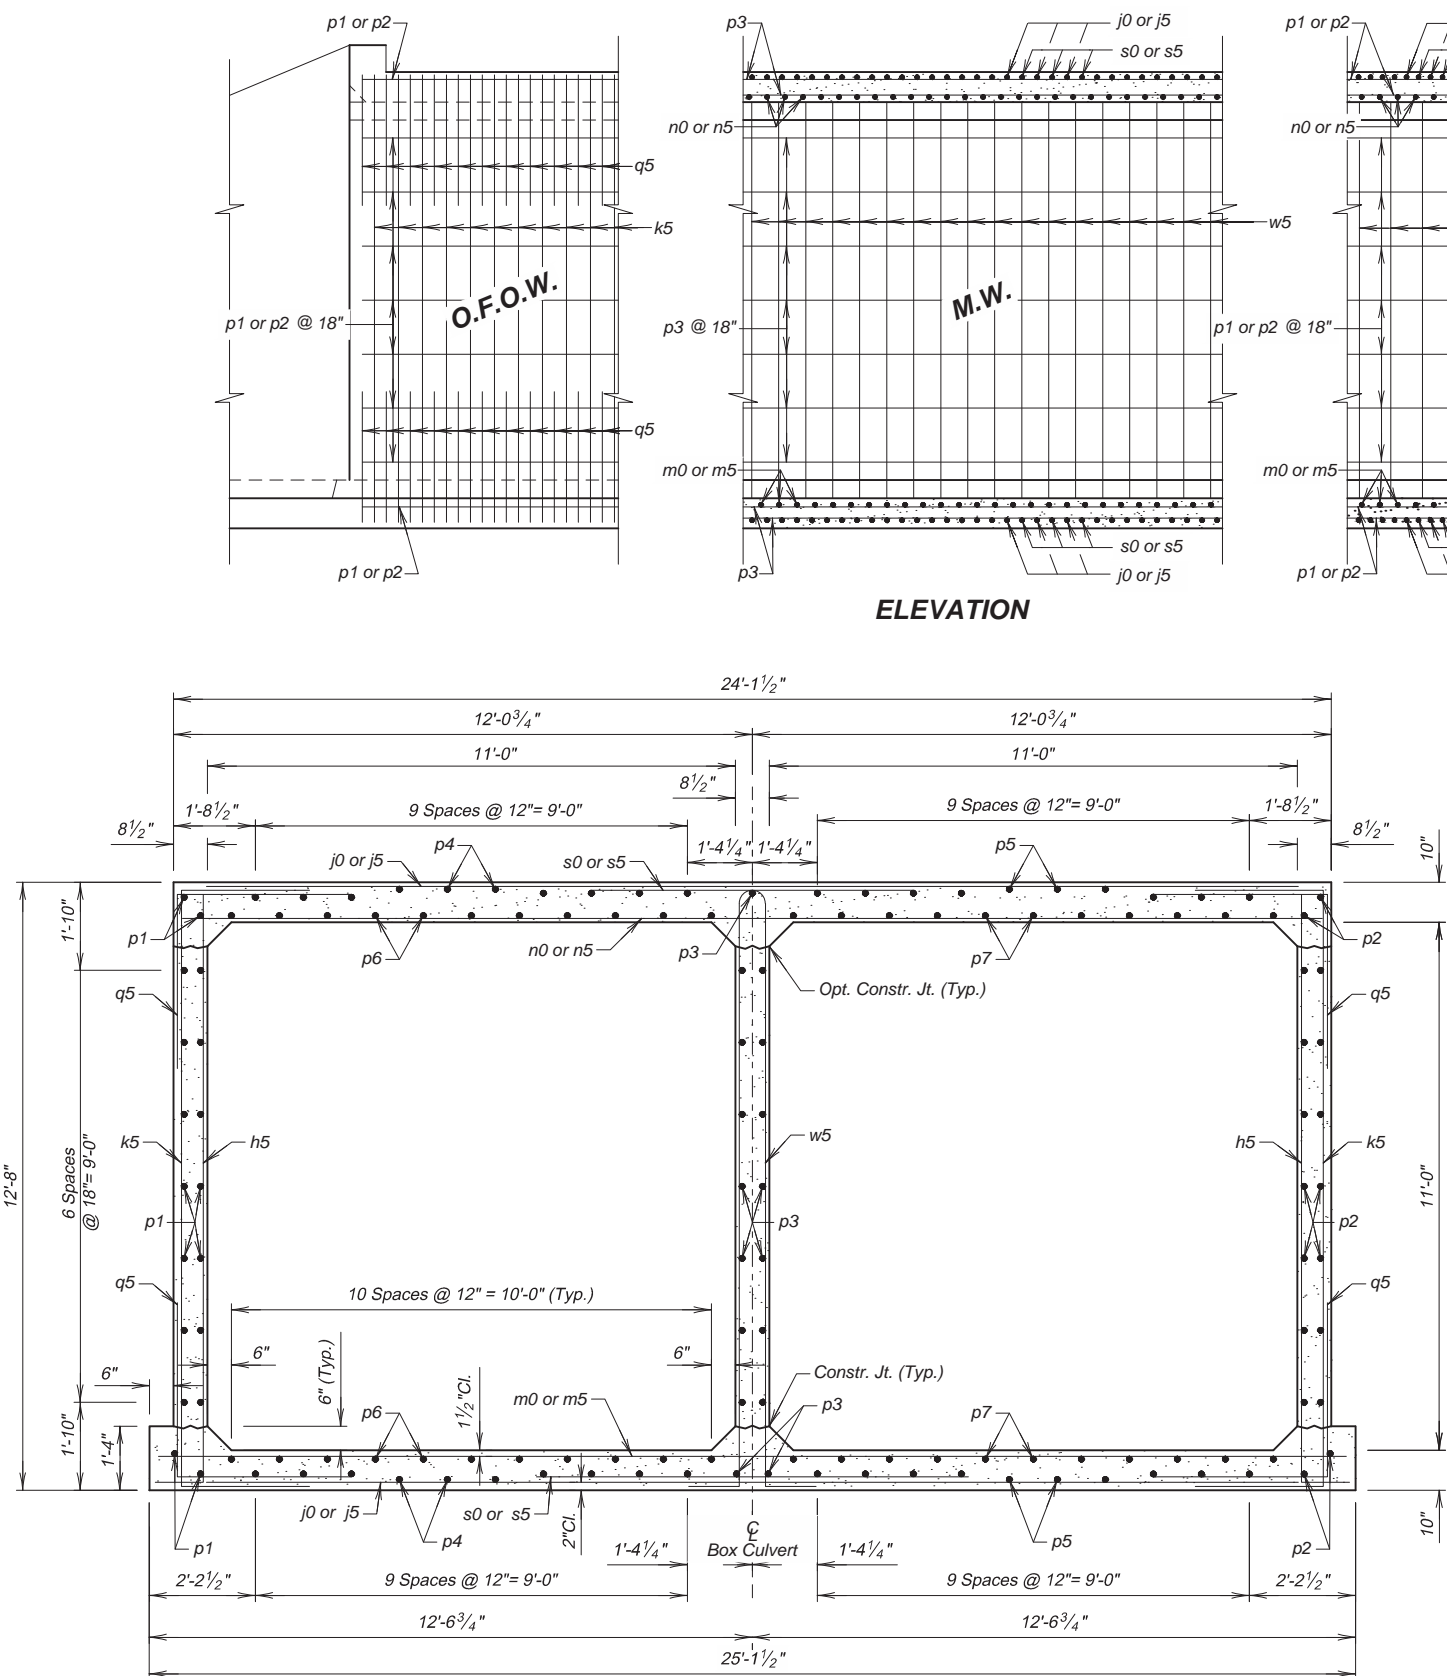 p1 or p2
p3
j0 or j5
p1 or p2
s0 or s5
n0 or n5
n0 or n5
q5
k5
w5
O.F.O.W.
M.W.
p1 or p2 @ 18"
p3 @ 18"
p1 or p2 @ 18"
q5
m0 or m5
m0 or m5
s0 or s5
p1 or p2
p3
j0 or j5
p1 or p2
ELEVATION
24'-1½"
12'-0¾"
12'-0¾"
11'-0"
11'-0"
8½"
1'-8½"
9 Spaces @ 12"= 9'-0"
9 Spaces @ 12"= 9'-0"
1'-8½"
8½"
8½"
1'-4¼"
1'-4¼"
10"
j0 or j5
p4
s0 or s5
p5
1'-10"
p1
p6
n0 or n5
p3
p7
p2
q5
Opt. Constr. Jt. (Typ.)
q5
12'-8"
6 Spaces
@ 18"= 9'-0"
k5
h5
w5
h5
k5
11'-0"
p1
p3
p2
q5
10 Spaces @ 12" = 10'-0" (Typ.)
q5
6"
6"
6" (Typ.)
6"
1½"Cl.
Constr. Jt. (Typ.)
1'-10"
1'-4"
p6
m0 or m5
p3
p7
j0 or j5
s0 or s5
2"Cl.
10"
p1
p4
1'-4¼"
℄
Box Culvert
1'-4¼"
p5
p2
2'-2½"
9 Spaces @ 12"= 9'-0"
9 Spaces @ 12"= 9'-0"
2'-2½"
12'-6¾"
12'-6¾"
25'-1½"